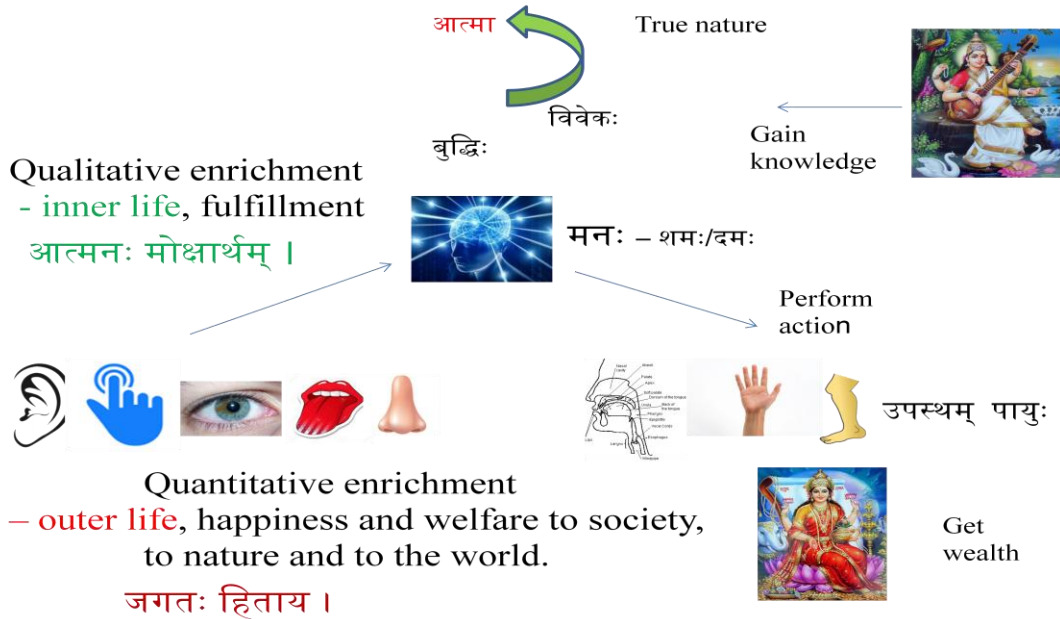 आत्मा
True nature
विवेकः
बुद्धिः
Gain
knowledge
Qualitative enrichment
- inner life, fulfillment
आत्मनः मोक्षार्थम् ।
मनः – शमः/दमः
Perform
action
उपस्थम् पायुः
Quantitative enrichment
– outer life, happiness and welfare to society,
to nature and to the world.
जगतः हिताय ।
Get
wealth